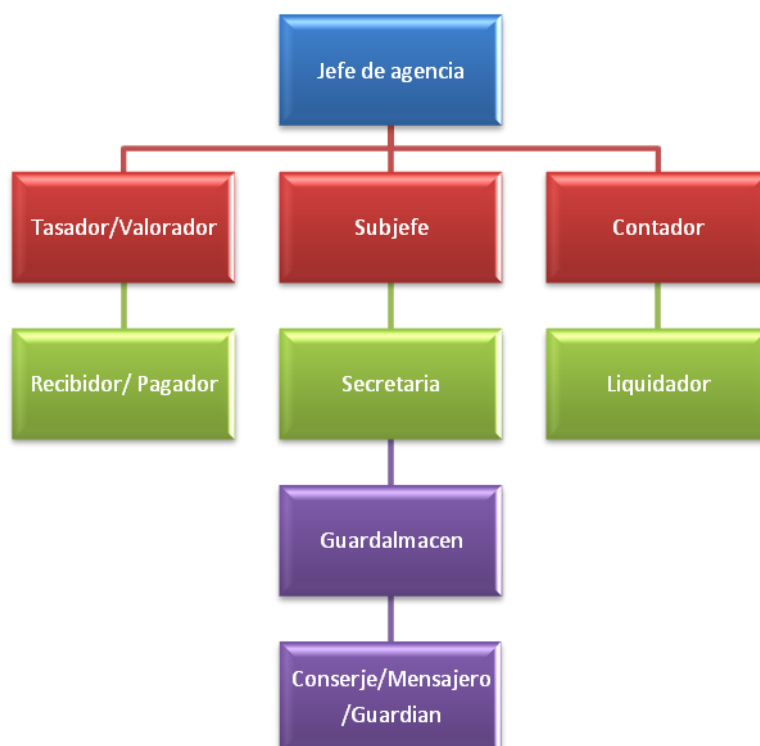 Jefe de agencia
Tasador/Valorador
Subjefe
Contador
Recibidor/ Pagador
Secretaria
Liquidador
Guardalmacen
Conserje/Mensajero
/Guardian